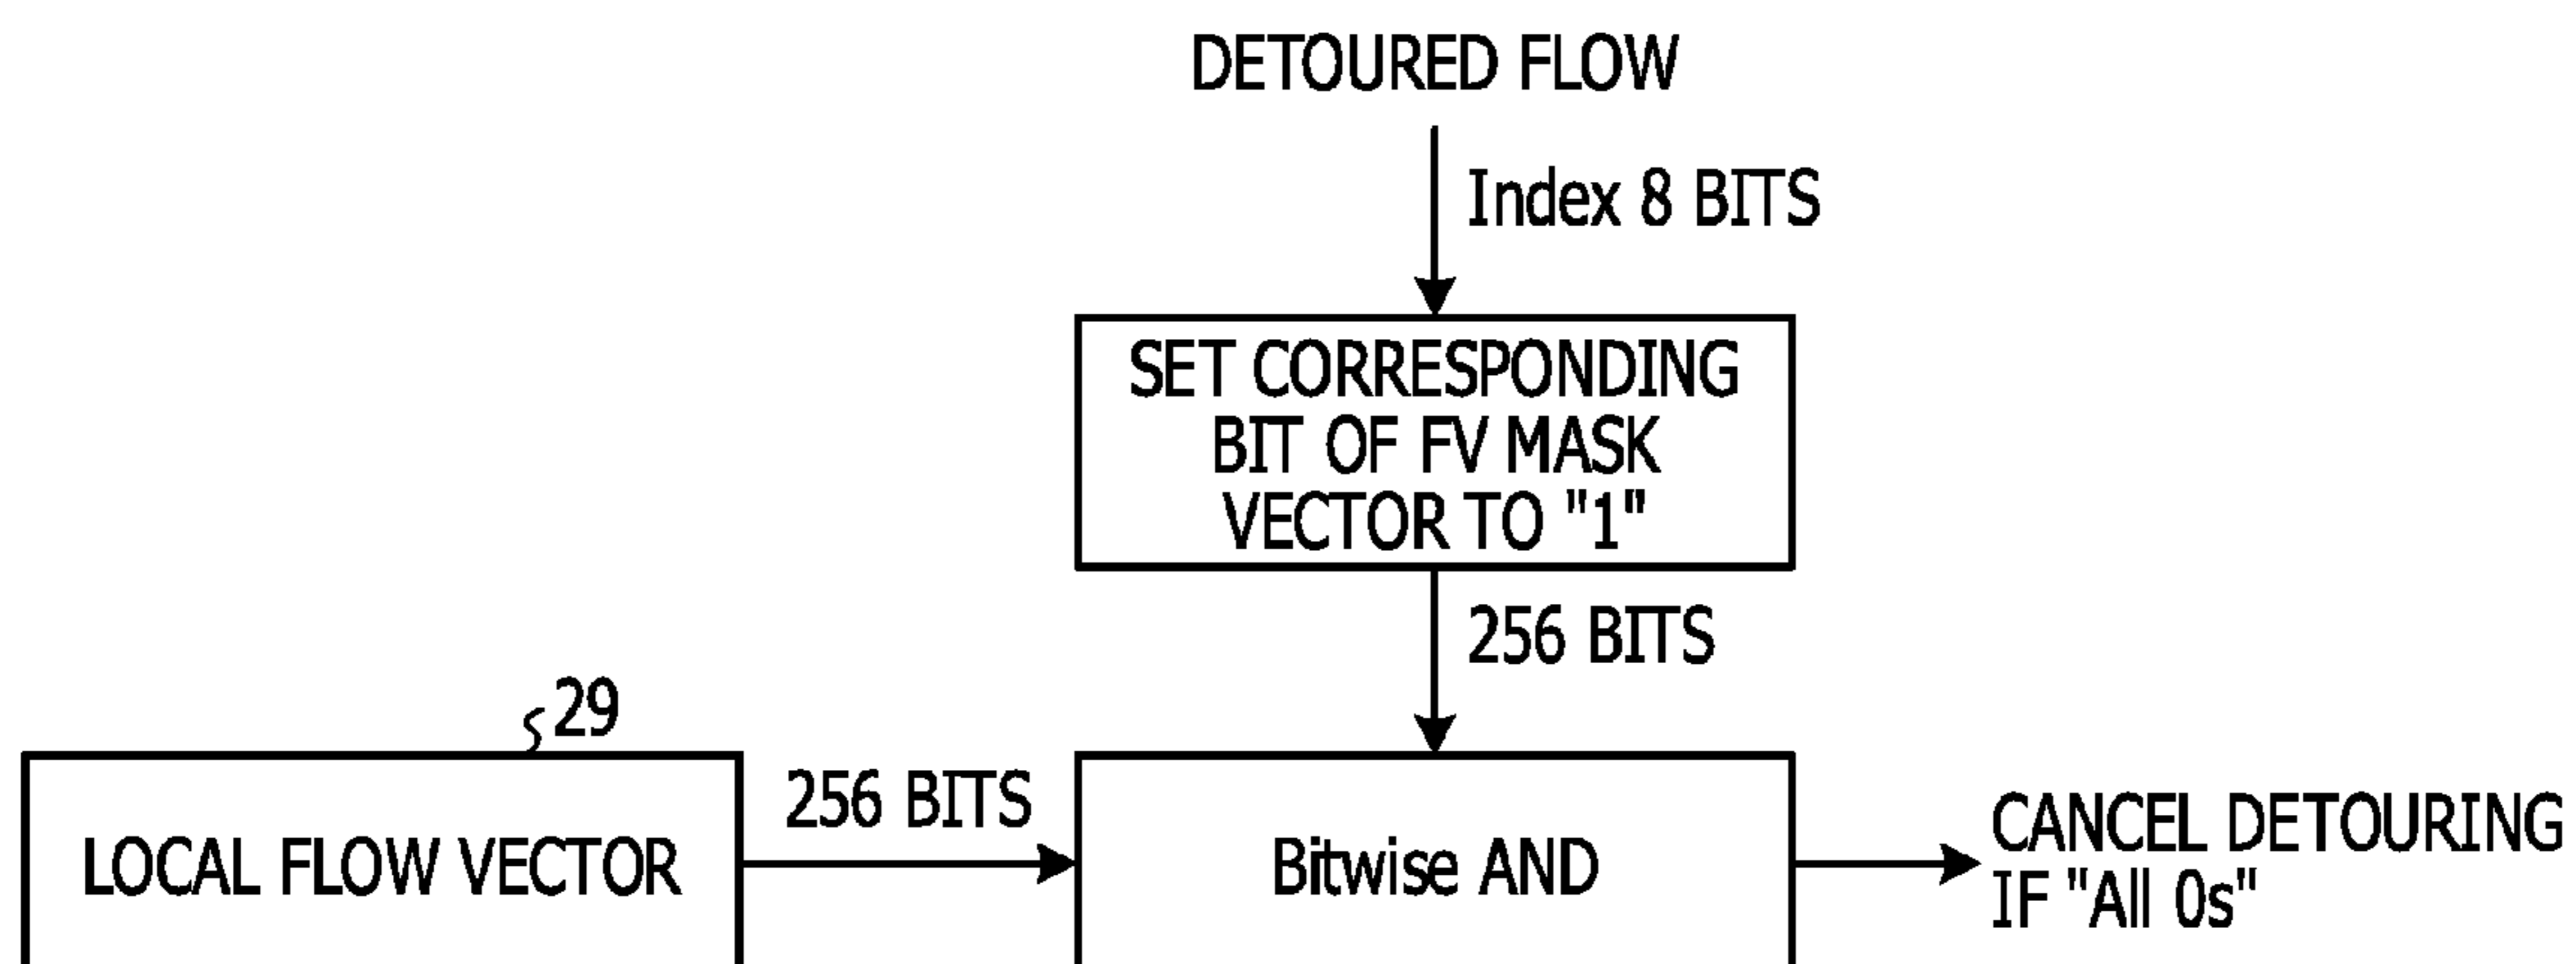 DETOURED FLOW
Index 8 BITS
SET CORRESPONDING
BIT OF FV MASK
VECTOR TO "1"
256 BITS
29
LOCAL FLOW VECTOR
256 BITS
Bitwise AND
CANCEL DETOURING
IF "All 0s"